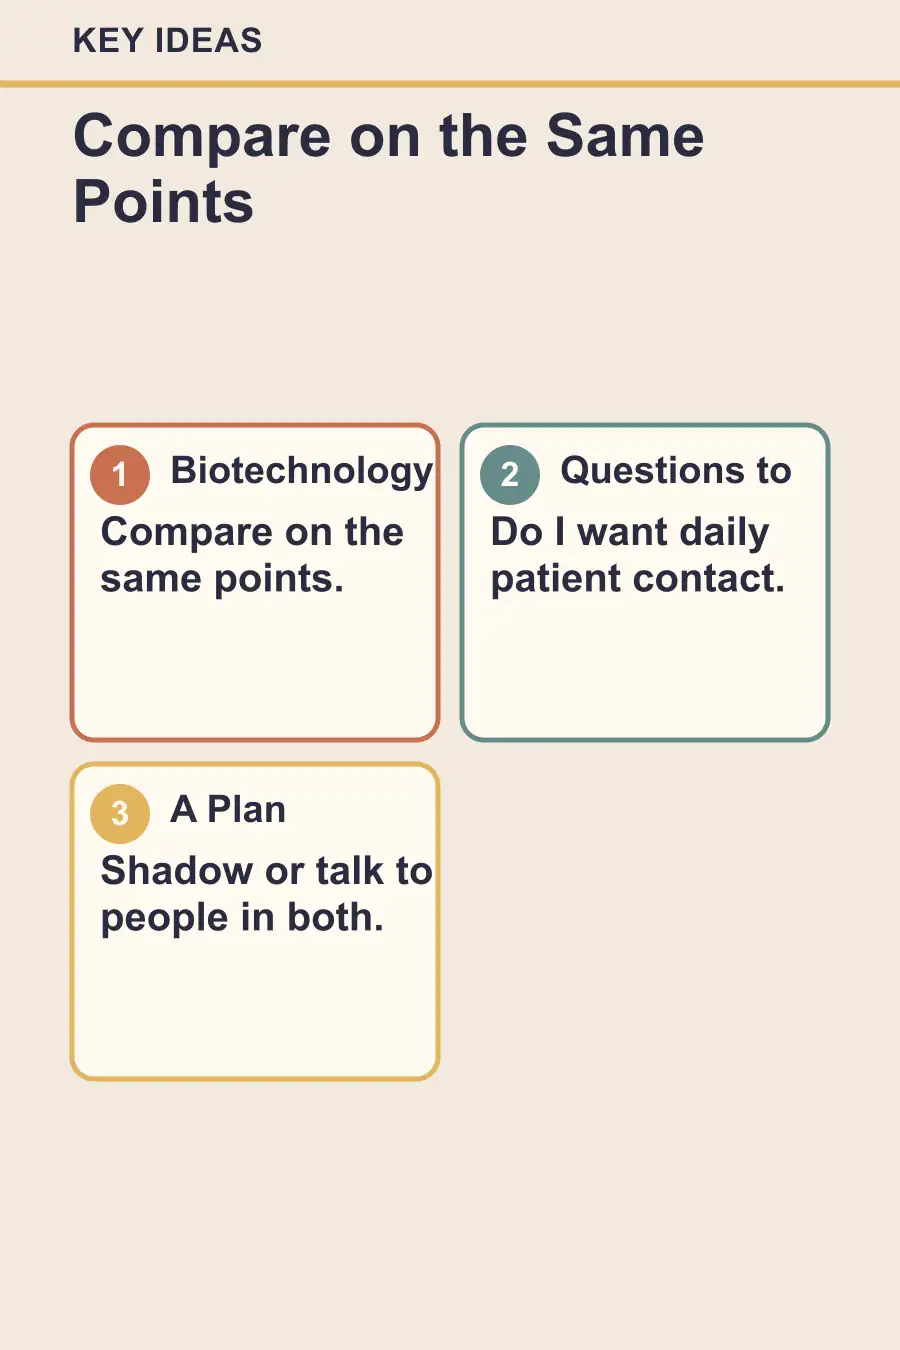 KEY IDEAS
Compare on the Same
Points
1 Biotechnology
Compare on the
same points.
2 Questions to
Do I want daily
patient contact.
3 A Plan
Shadow or talk to
people in both.